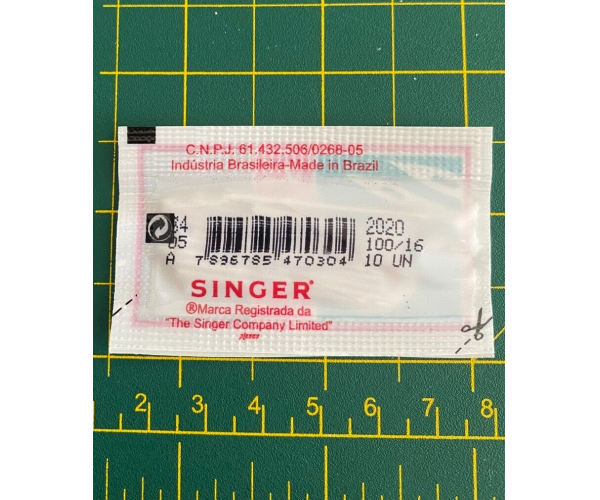 C.N.P.J. 61.432.506/0268-05
Indústria Brasileira-Made in Brazil
4 2020
05 100/16
A 7 896785 470304 10 UN
SINGER®
®Marca Registrada da
"The Singer Company Limited"
2 3 4 5 6 7 8